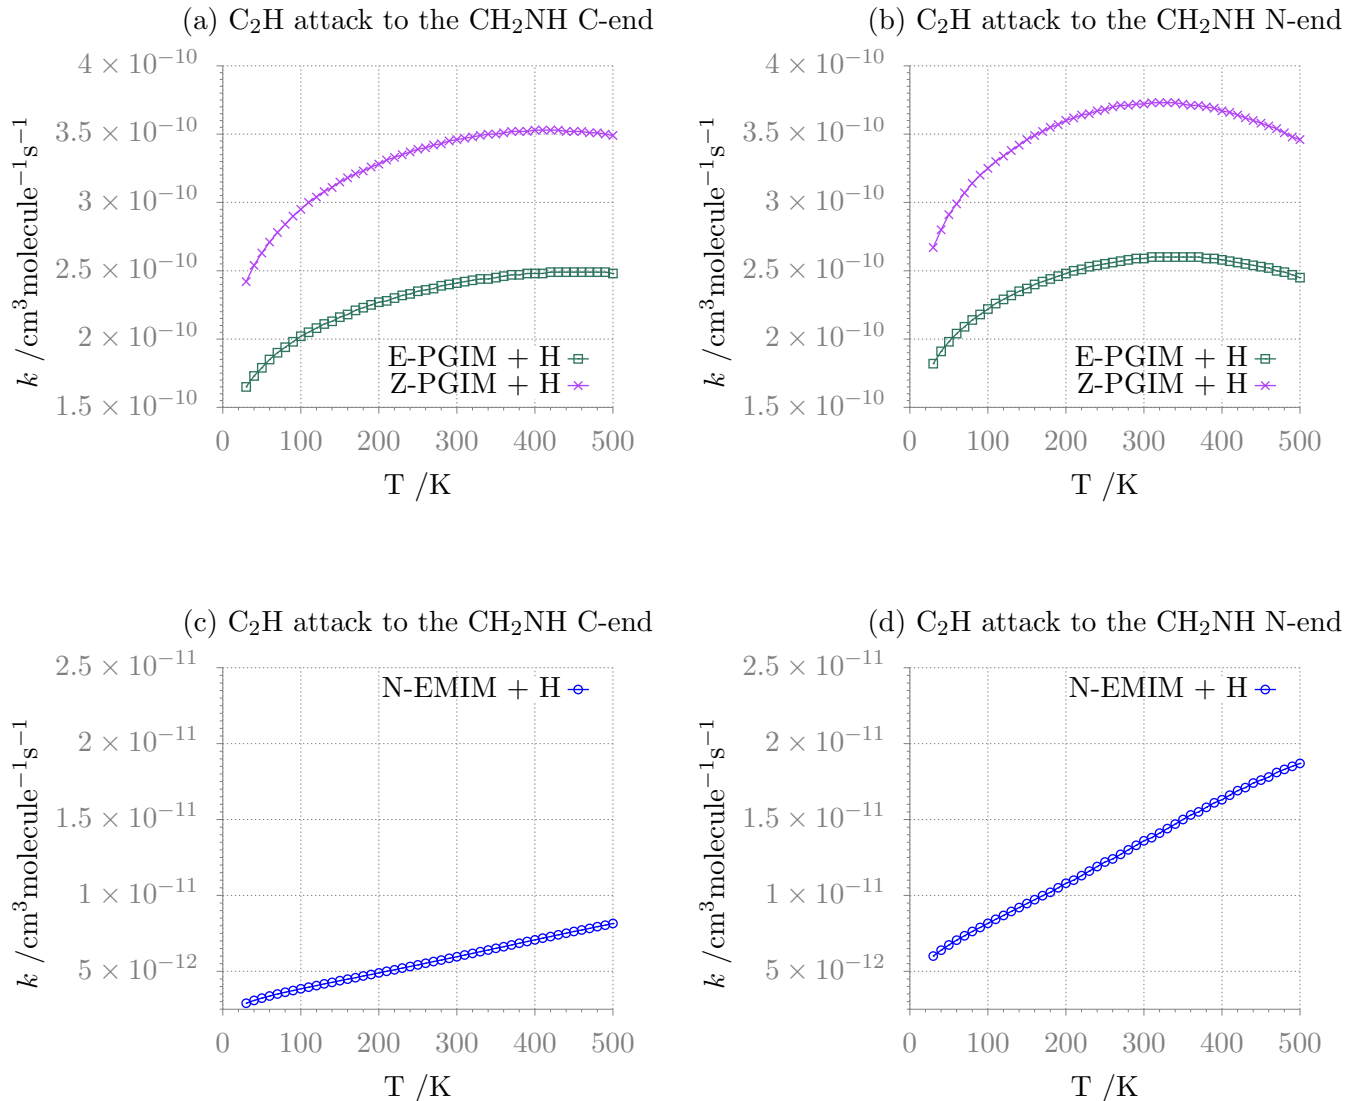 (a) C₂H attack to the CH₂NH C-end
4 × 10⁻¹⁰
3.5 × 10⁻¹⁰
3 × 10⁻¹⁰
2.5 × 10⁻¹⁰
2 × 10⁻¹⁰
1.5 × 10⁻¹⁰
k /cm³molecule⁻¹s⁻¹
E-PGIM + H
Z-PGIM + H
0 100 200 300 400 500
T /K
(b) C₂H attack to the CH₂NH N-end
4 × 10⁻¹⁰
3.5 × 10⁻¹⁰
3 × 10⁻¹⁰
2.5 × 10⁻¹⁰
2 × 10⁻¹⁰
1.5 × 10⁻¹⁰
k /cm³molecule⁻¹s⁻¹
E-PGIM + H
Z-PGIM + H
0 100 200 300 400 500
T /K
(c) C₂H attack to the CH₂NH C-end
2.5 × 10⁻¹¹
2 × 10⁻¹¹
1.5 × 10⁻¹¹
1 × 10⁻¹¹
5 × 10⁻¹²
k /cm³molecule⁻¹s⁻¹
N-EMIM + H
0 100 200 300 400 500
T /K
(d) C₂H attack to the CH₂NH N-end
2.5 × 10⁻¹¹
2 × 10⁻¹¹
1.5 × 10⁻¹¹
1 × 10⁻¹¹
5 × 10⁻¹²
k /cm³molecule⁻¹s⁻¹
N-EMIM + H
0 100 200 300 400 500
T /K